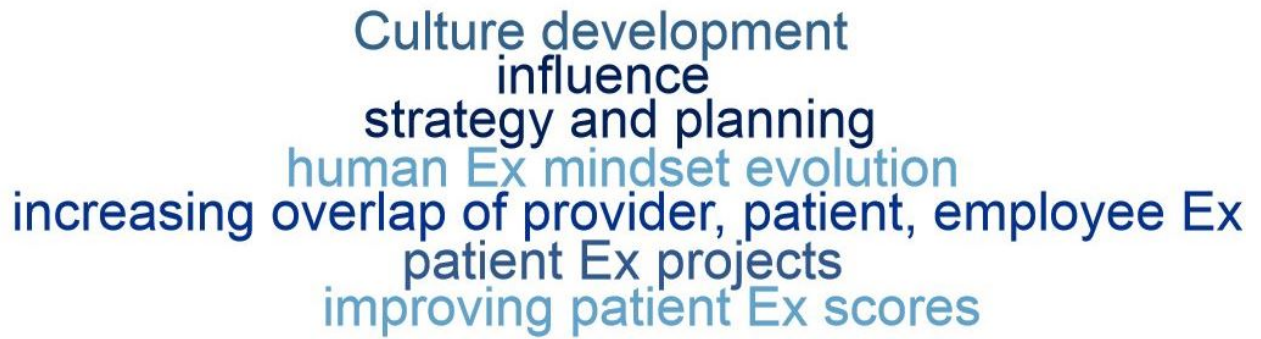 Culture development
influence
strategy and planning
human Ex mindset evolution
increasing overlap of provider, patient, employee Ex
patient Ex projects
improving patient Ex scores